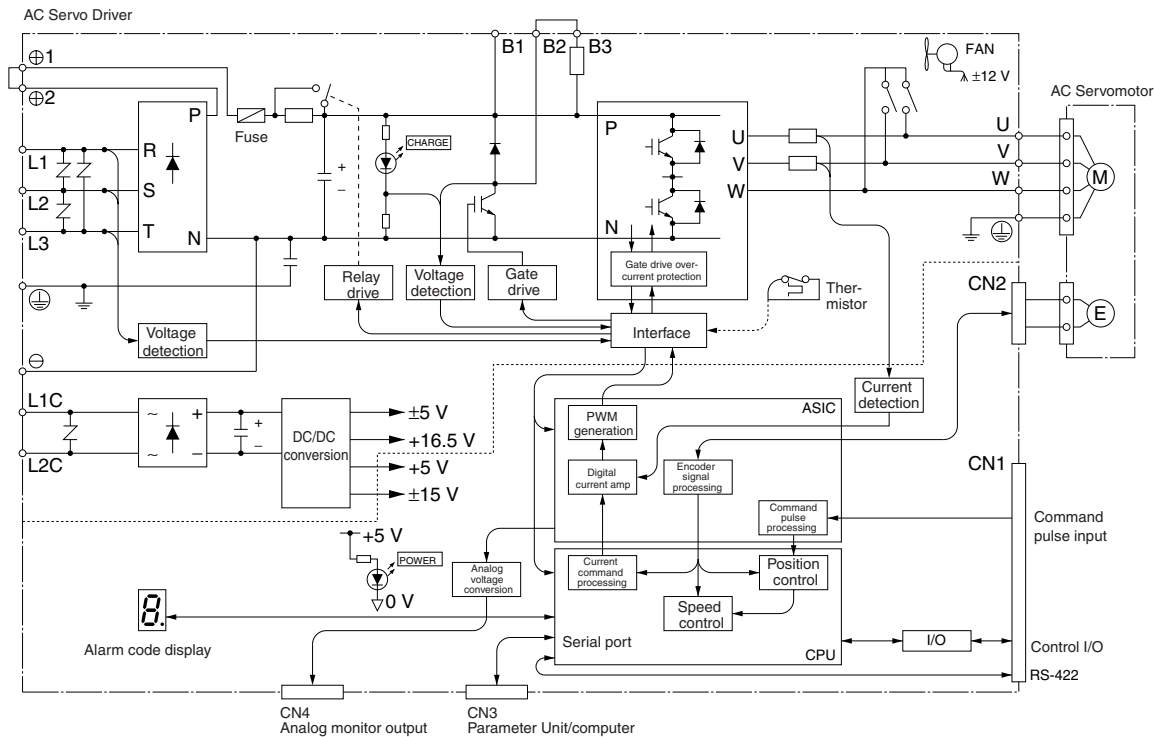 AC Servo Driver
B1 B2 B3
FAN
±12 V
AC Servomotor
⊕1
⊕2
P
Fuse
CHARGE
P
U
V
W
U
V
W
M
L1
R
L2
S
L3
T
N
N
Relay
drive
Voltage
detection
Gate
drive
Gate drive over-
current protection
Ther-
mistor
CN2
E
Voltage
detection
Interface
⊖
Current
detection
L1C
L2C
~ +
~ −
+
−
+
−
DC/DC
conversion
±5 V
+16.5 V
+5 V
±15 V
ASIC
PWM
generation
Digital
current amp
Encoder
signal
processing
Command
pulse
processing
CN1
Command
pulse input
+5 V
POWER
0 V
Analog
voltage
conversion
Current
command
processing
Position
control
Speed
control
8.
Alarm code display
Serial port
CPU
I/O
Control I/O
RS-422
CN4
Analog monitor output
CN3
Parameter Unit/computer